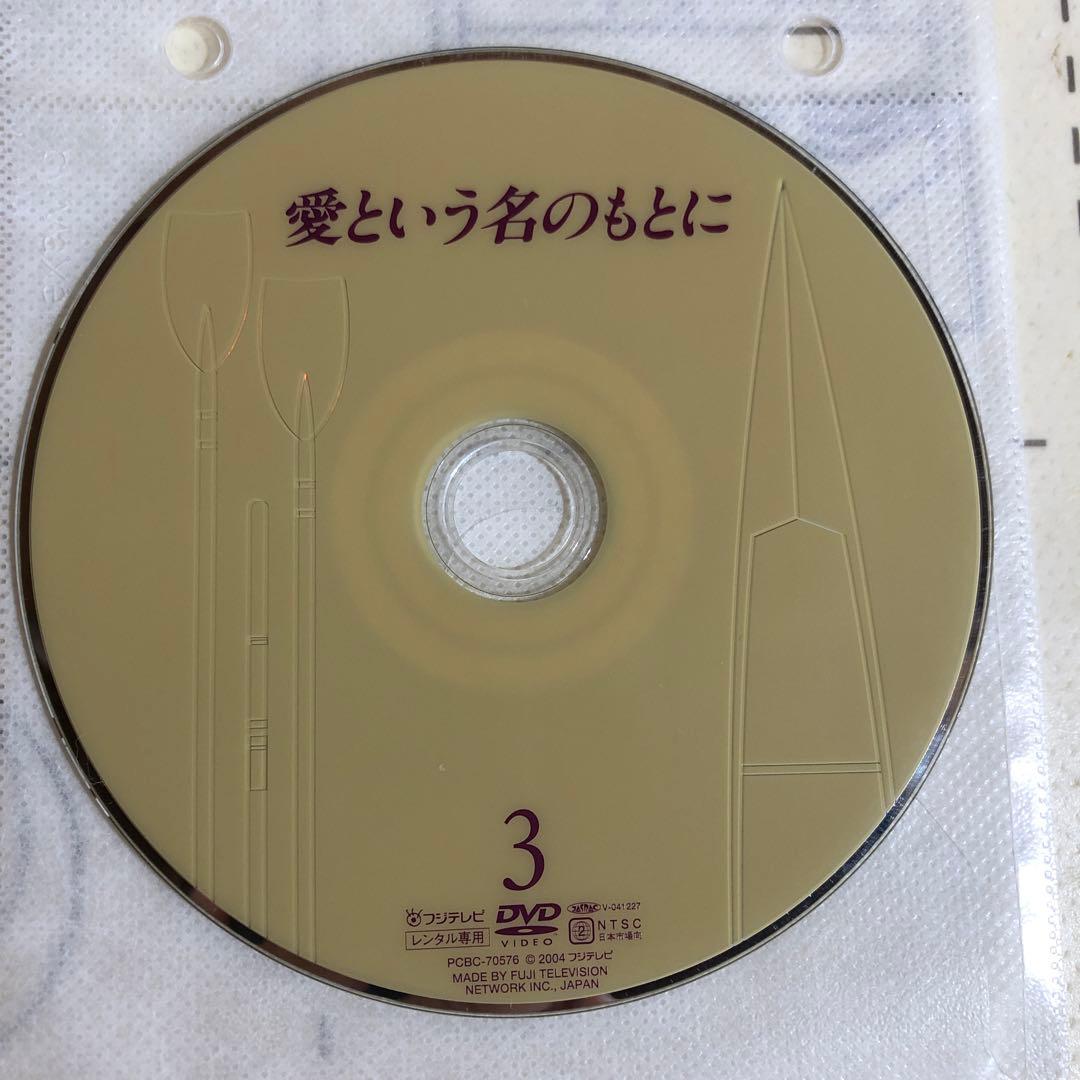 愛という名のもとに
3
フジテレビ
レンタル専用
DVD
VIDEO
V-041227
2
NTSC
日本市場向
PCBC-70576 © 2004 フジテレビ
MADE BY FUJI TELEVISION
NETWORK INC., JAPAN